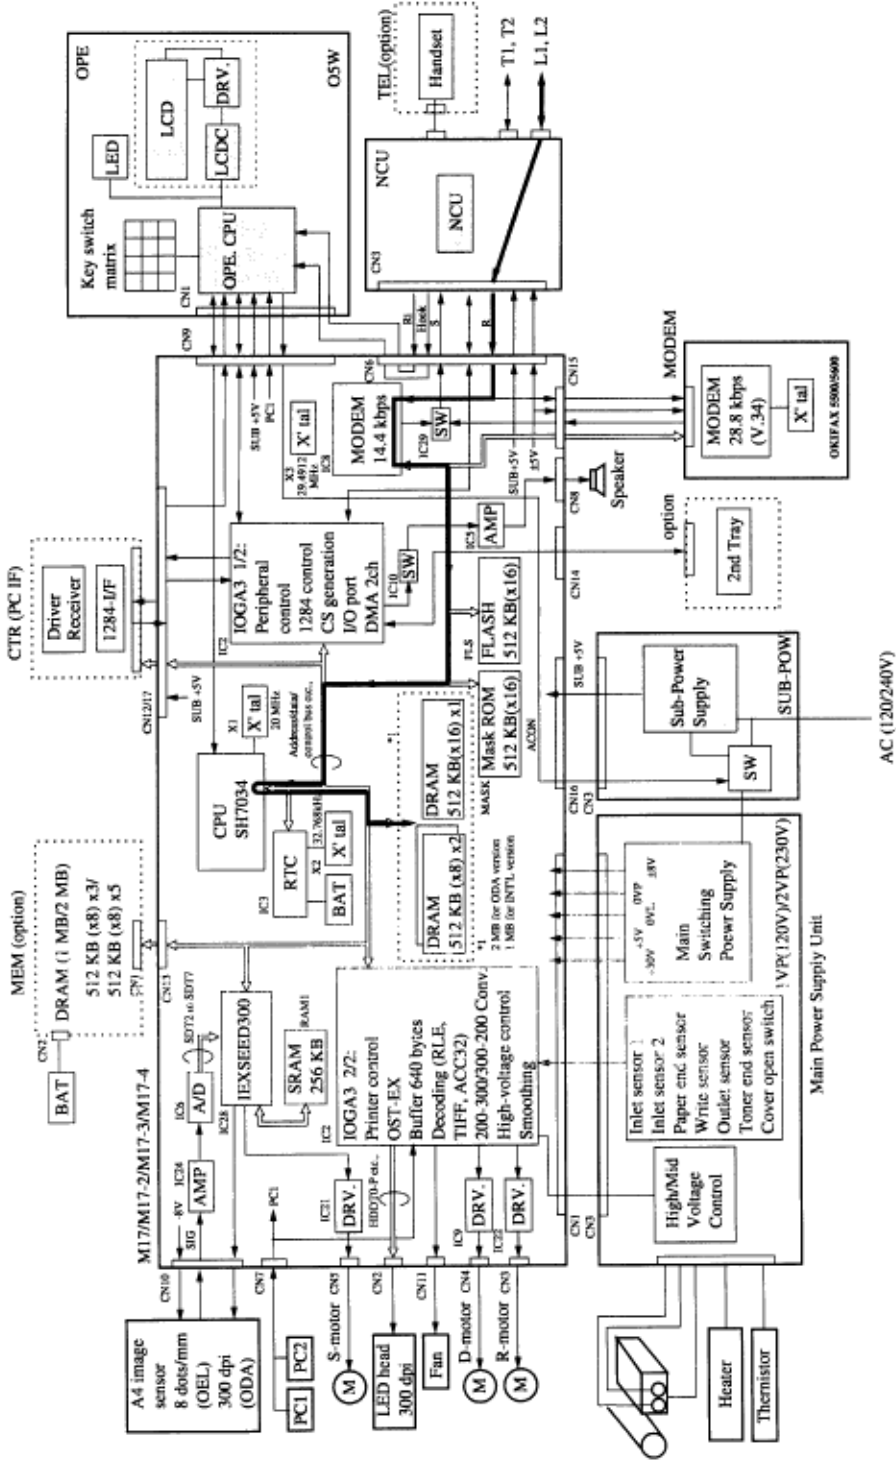 M17/M17-2/M17-3/M17-4
A4 image
sensor
8 dots/mm
(OEL)
300 dpi
(ODA)
CN10
-8V
SIG
IC24
AMP
IC6
A/D
SDT2 to SDT7
IC28
IEXSEED300
SRAM
256 KB
BAT
CN2
MEM (option)
DRAM (1 MB/2 MB)
512 KB (x8) x3/
512 KB (x8) x5
CN13
PC1
PC2
CN7
PC1
S-motor
M
CN5
IC21
DRV.
LED head
300 dpi
CN2
HDOTD-P etc.,
Fan
CN11
D-motor
M
CN4
IC9
DRV.
R-motor
M
CN3
IC22
DRV.
IC2
IOGA3 2/2:
Printer control
OST-EX
Buffer 640 bytes
Decoding (RLE,
TIFF, ACC32)
200-300/300-200 Conv.
High-voltage control
Smoothing
CPU
SH7034
X1
X' tal
20 MHz
IC3
RTC
X2
32.768kHz
X' tal
BAT
Address/data/
control bus etc.,
*1
DRAM
512 KB (x8) x2
DRAM
512 KB(x16) x1
*1
2 MB for ODA version
1 MB for INT'L version
MASK
Mask ROM
512 KB(x16)
FLS
FLASH
512 KB(x16)
CTR (PC IF)
Driver
Receiver
1284-I/F
CN12/17
SUB +5V
IC2
IOGA3 1/2:
Peripheral
control
1284 control
CS generation
I/O port
DMA 2ch
IC10
SW
IC5
AMP
X3
29.4912
MHz
X' tal
IC8
MODEM
14.4 kbps
IC29
SW
SUB +5V
PC1
SUB+5V
±5V
OPE
Key switch
matrix
LED
LCD
LCDC
DRV.
OPE. CPU
O5W
CN1
CN9
CN6
Ri
Hook
S
R
CN3
NCU
NCU
TEL(option)
Handset
T1, T2
L1, L2
CN15
MODEM
MODEM
28.8 kbps
(V.34)
X' tal
OKIFAX 5500/5600
CN8
Speaker
CN14
option
2nd Tray
ACON
SUB +5V
CN16
CN3
Sub-Power
Supply
SW
SUB-POW
AC (120/240V)
CN1
CN3
+30V
+5V
0VL
0VP
±8V
Main
Switching
Poewr Supply
VP(120V)/2VP(230V)
Inlet sensor 1
Inlet sensor 2
Paper end sensor
Write sensor
Outlet sensor
Toner end sensor
Cover open switch
High/Mid
Voltage
Control
Main Power Supply Unit
Heater
Thernistor